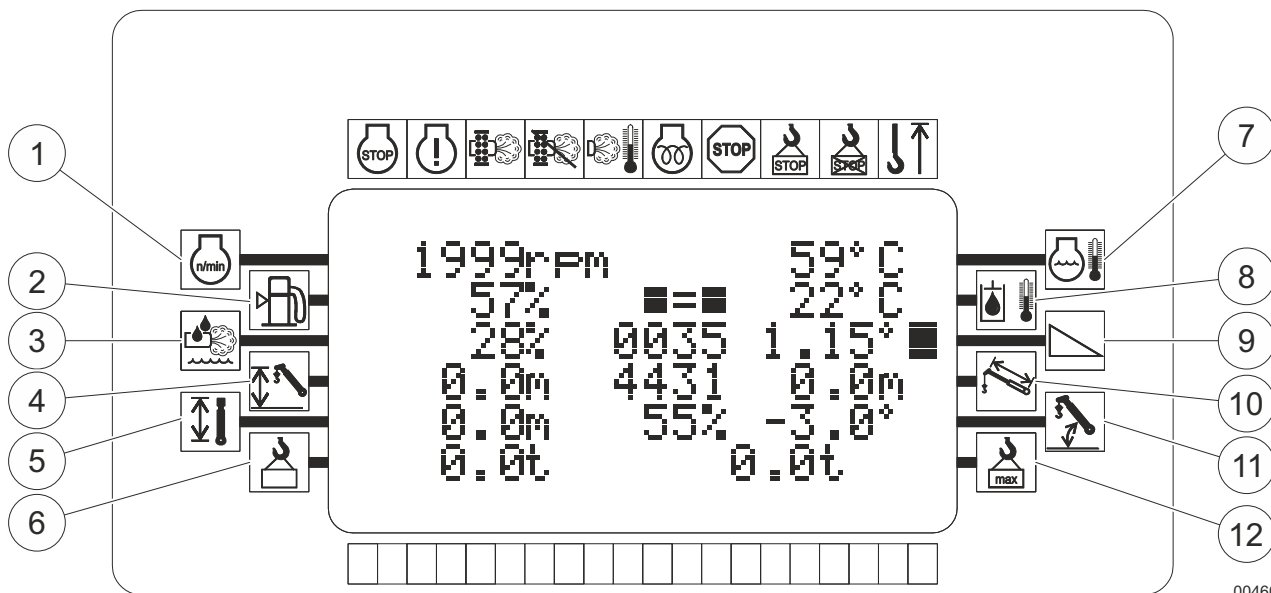 STOP ! STOP STOP STOP
1 n/min 1999rpm 59°C 7
2 57% 22°C 8
3 28% 0035 1.15° 9
4 0.0m 4431 0.0m 10
5 0.0m 55% -3.0° 11
6 0.0t 0.0t max 12